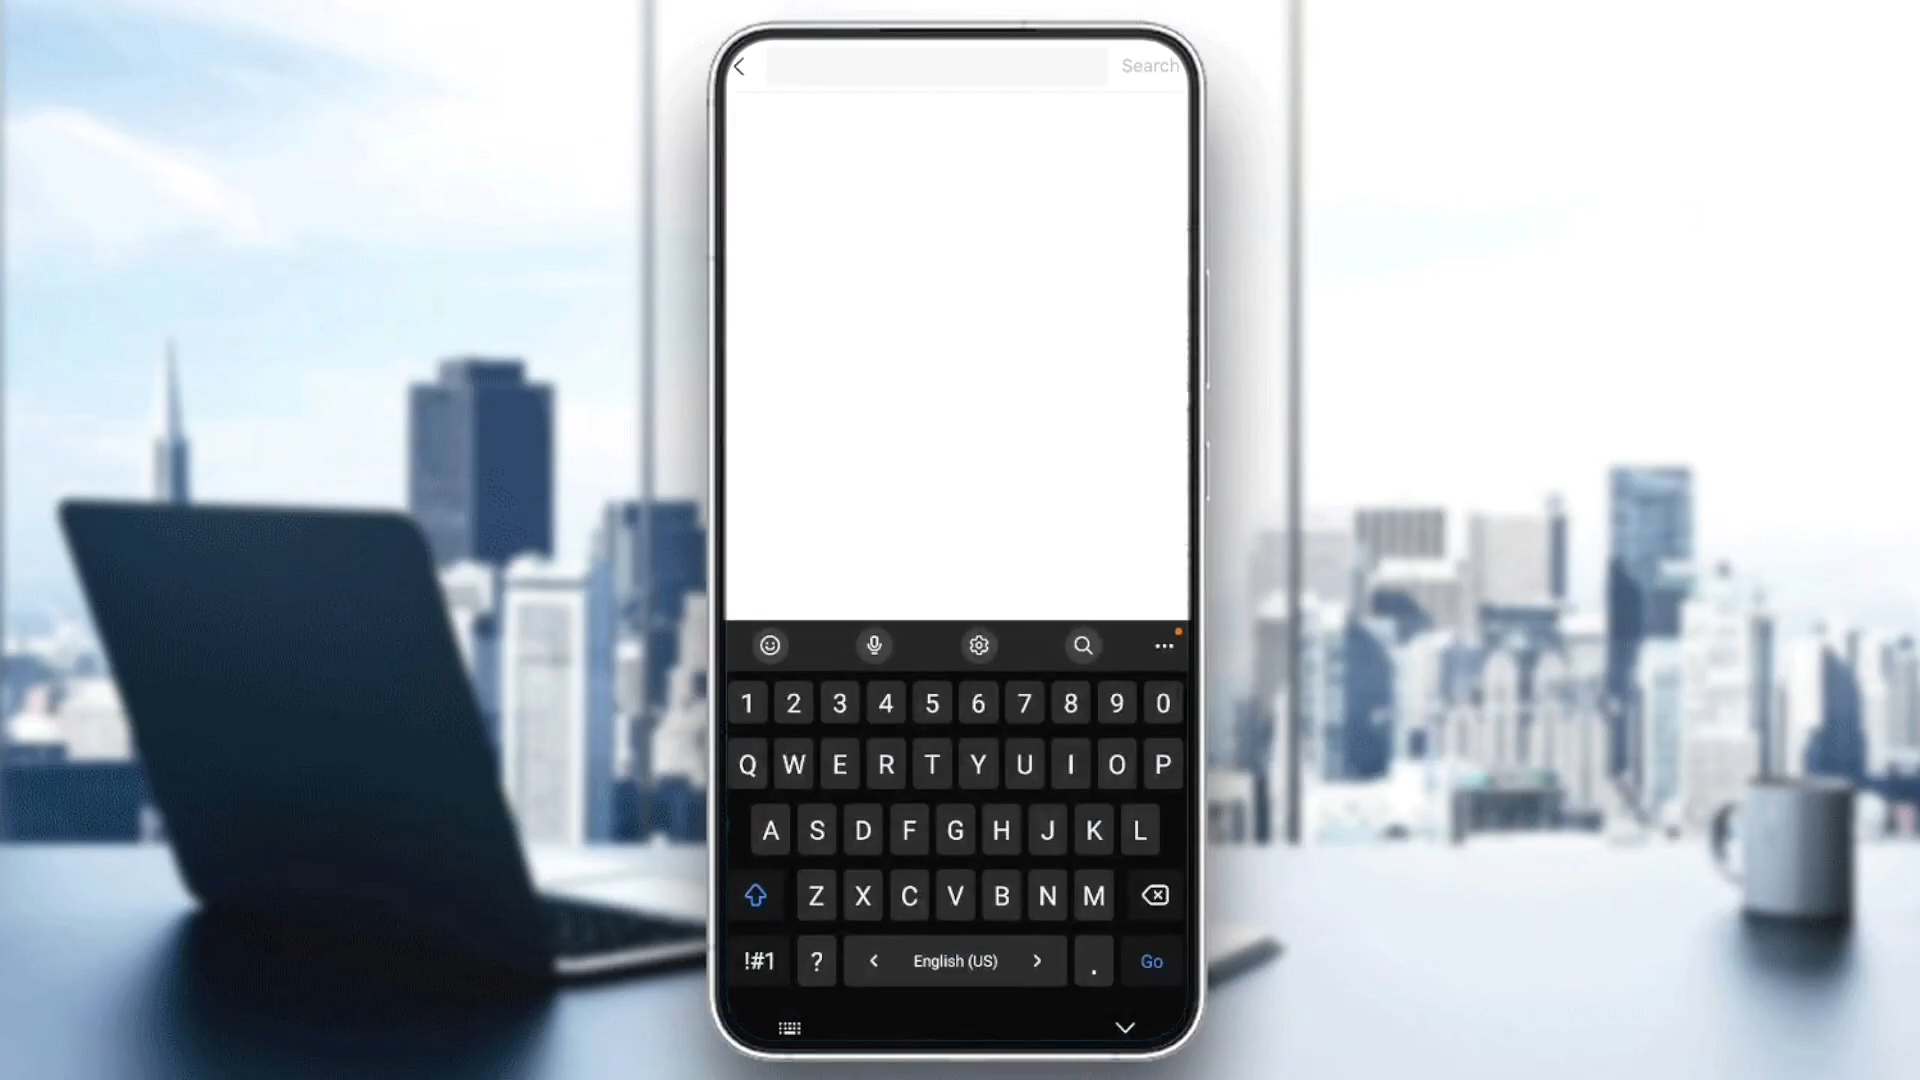 Search
1 2 3 4 5 6 7 8 9 0
Q W E R T Y U I O P
A S D F G H J K L
Z X C V B N M
!#1 ? < English (US) > . Go